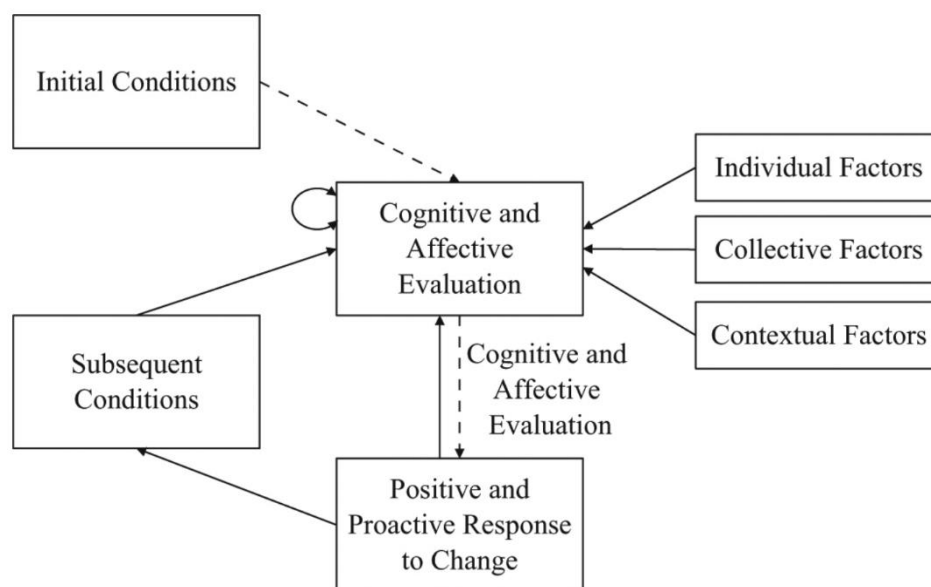 Initial Conditions
Individual Factors
Cognitive and
Affective
Evaluation
Collective Factors
Contextual Factors
Subsequent
Conditions
Cognitive and
Affective
Evaluation
Positive and
Proactive Response
to Change